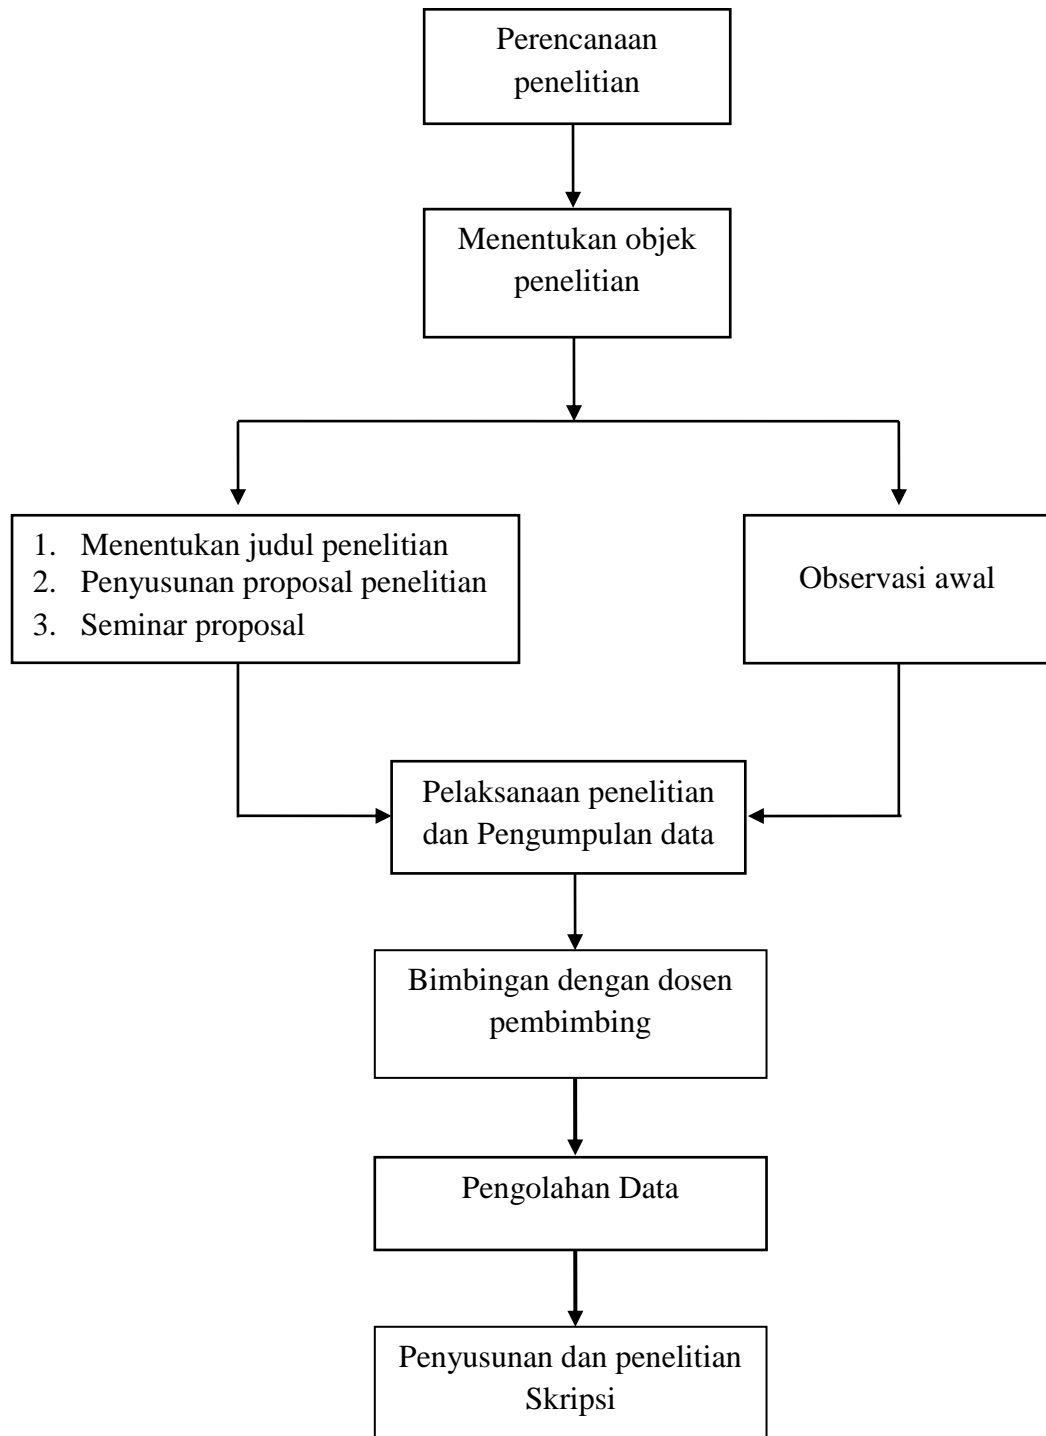 Perencanaan
penelitian
Menentukan objek
penelitian
1. Menentukan judul penelitian
2. Penyusunan proposal penelitian
3. Seminar proposal
Observasi awal
Pelaksanaan penelitian
dan Pengumpulan data
Bimbingan dengan dosen
pembimbing
Pengolahan Data
Penyusunan dan penelitian
Skripsi